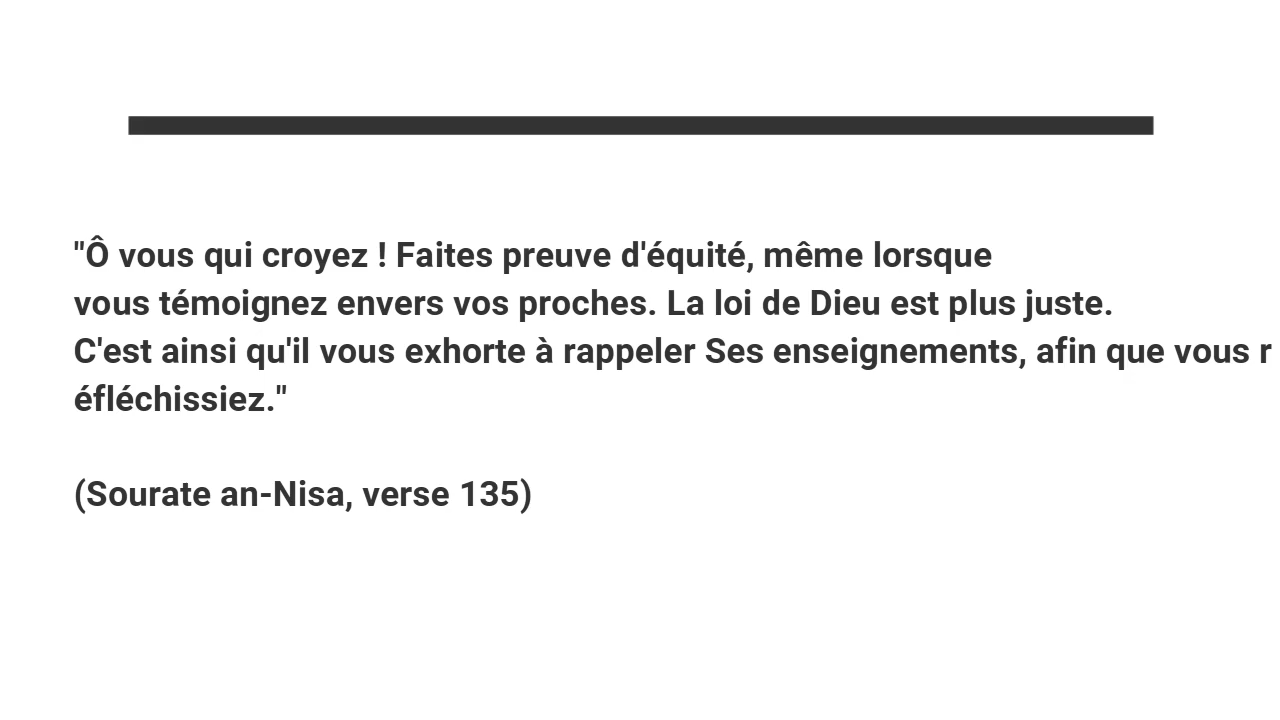 "Ô vous qui croyez ! Faites preuve d'équité, même lorsque
vous témoignez envers vos proches. La loi de Dieu est plus juste.
C'est ainsi qu'il vous exhorte à rappeler Ses enseignements, afin que vous r
éfléchissiez."
(Sourate an-Nisa, verse 135)